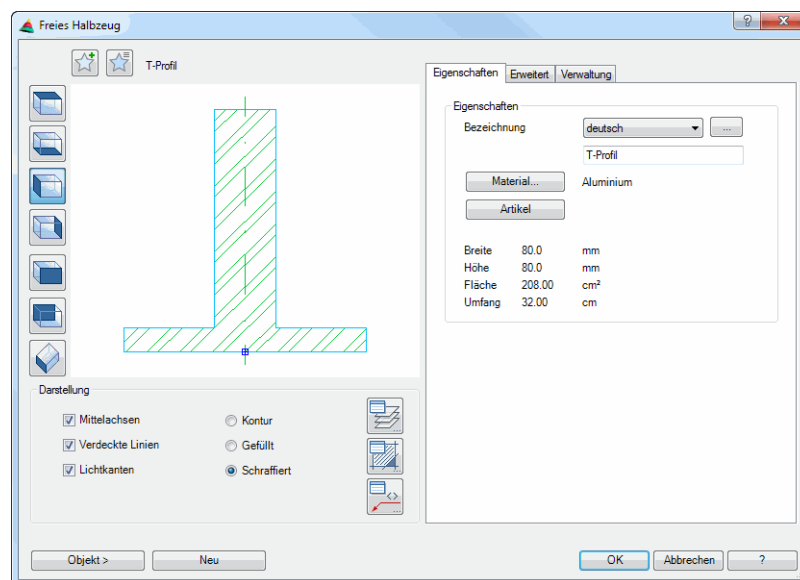 Freies Halbzeug
T-Profil
Eigenschaften Erweitert Verwaltung
Eigenschaften
Bezeichnung deutsch ...
T-Profil
Material... Aluminium
Artikel
Breite 80.0 mm
Höhe 80.0 mm
Fläche 208.00 cm²
Umfang 32.00 cm
Darstellung
Mittelachsen Kontur
Verdeckte Linien Gefüllt
Lichtkanten Schraffiert
Objekt > Neu OK Abbrechen ?